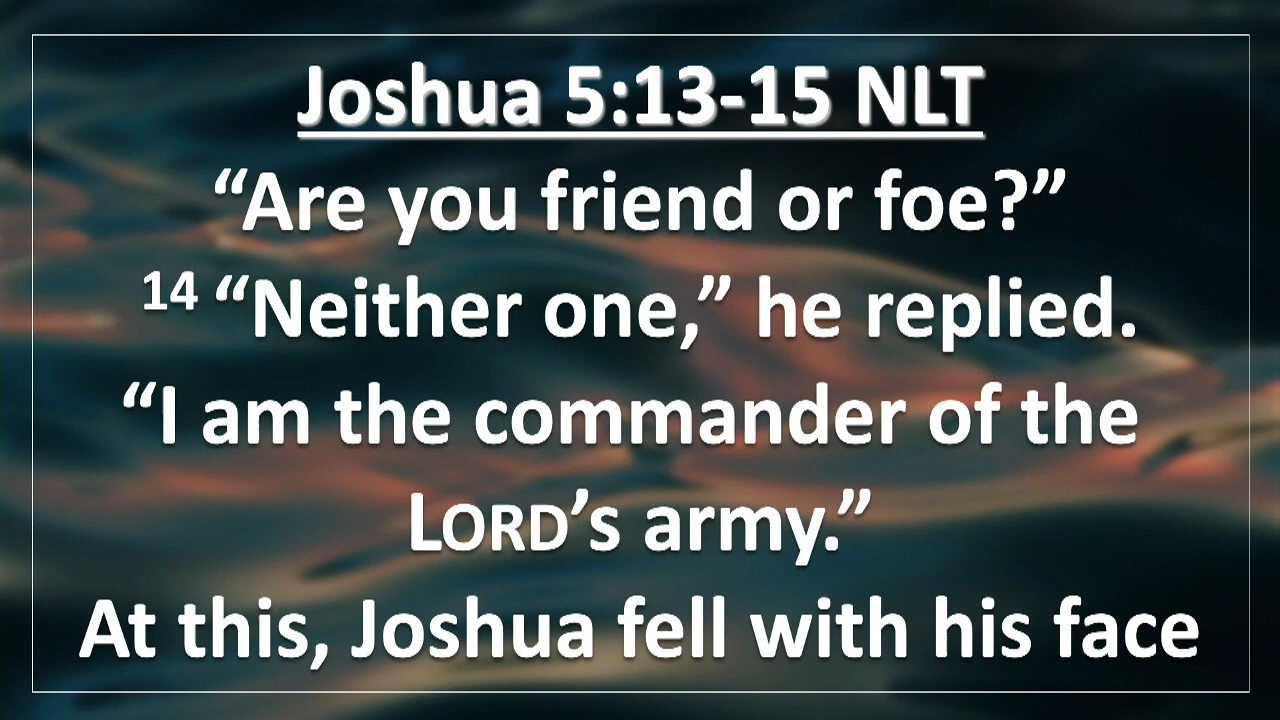 Joshua 5:13-15 NLT
“Are you friend or foe?”
14 “Neither one,” he replied.
“I am the commander of the
LORD’s army.”
At this, Joshua fell with his face